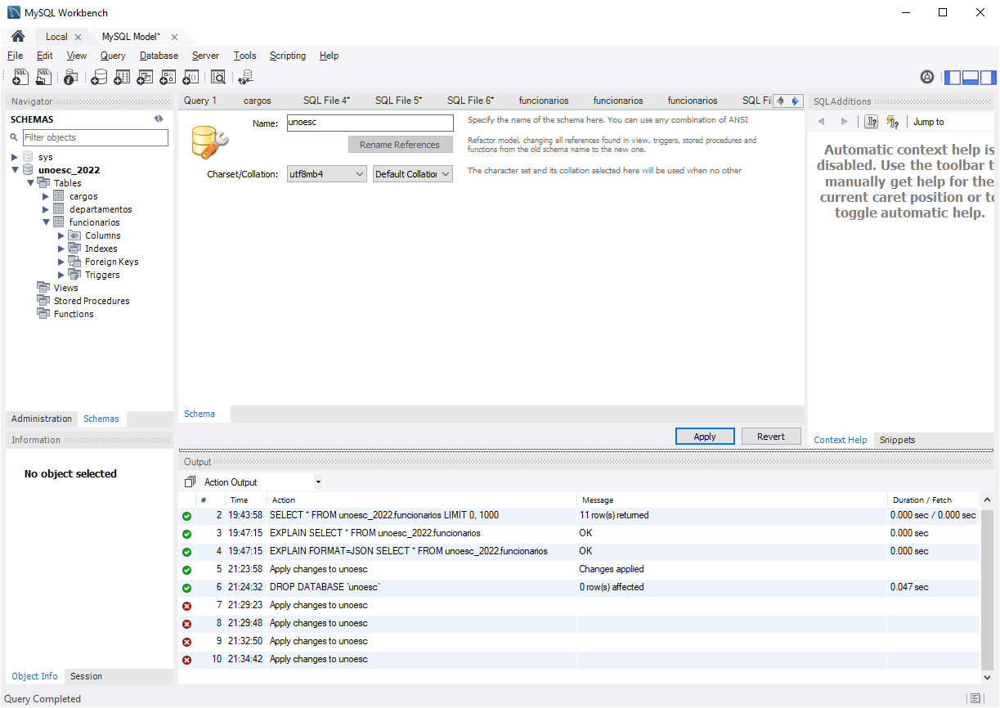 MySQL Workbench
Local
MySQL Model*
File Edit View Query Database Server Tools Scripting Help
Navigator
SCHEMAS
Filter objects
sys
unoesc_2022
Tables
cargos
departamentos
funcionarios
Columns
Indexes
Foreign Keys
Triggers
Views
Stored Procedures
Functions
Administration Schemas
Information
No object selected
Object Info Session
Query 1 cargos SQL File 4* SQL File 5* SQL File 6* funcionarios funcionarios funcionarios SQL Fi
Name: unoesc
Specify the name of the schema here. You can use any combination of ANSI
Rename References
Refactor model, changing all references found in view, triggers, stored procedures and
functions from the old schema name to the new one.
Charset/Collation: utf8mb4 Default Collation
The character set and its collation selected here will be used when no other
Schema
Apply Revert
SQLAdditions
Jump to
Automatic context help is
disabled. Use the toolbar t
manually get help for the
current caret position or to
toggle automatic help.
Context Help Snippets
Output
Action Output
# Time Action Message Duration / Fetch
2 19:43:58 SELECT * FROM unoesc_2022.funcionarios LIMIT 0, 1000 11 row(s) returned 0.000 sec / 0.000 sec
3 19:47:15 EXPLAIN SELECT * FROM unoesc_2022.funcionarios OK 0.000 sec
4 19:47:15 EXPLAIN FORMAT=JSON SELECT * FROM unoesc_2022.funcionarios OK 0.000 sec
5 21:23:58 Apply changes to unoesc Changes applied
6 21:24:32 DROP DATABASE `unoesc` 0 row(s) affected 0.047 sec
7 21:29:23 Apply changes to unoesc
8 21:29:48 Apply changes to unoesc
9 21:32:50 Apply changes to unoesc
10 21:34:42 Apply changes to unoesc
Query Completed